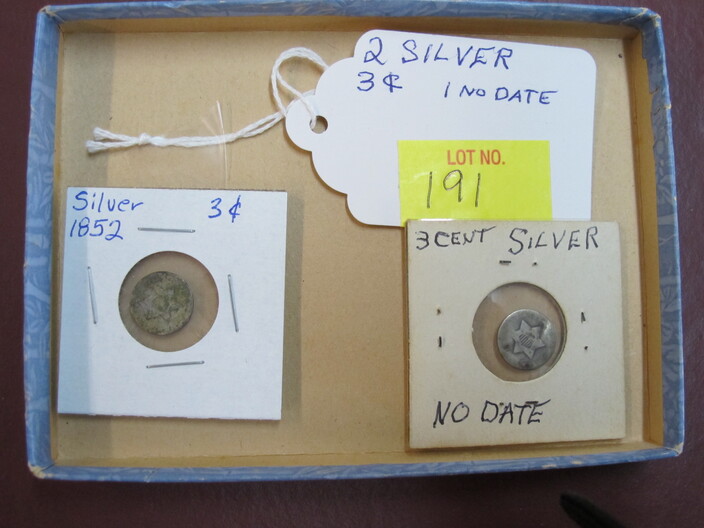 2 SILVER
3¢ 1 NO DATE
LOT NO.
191
Silver 3¢
1852
3 CENT SILVER
NO DATE